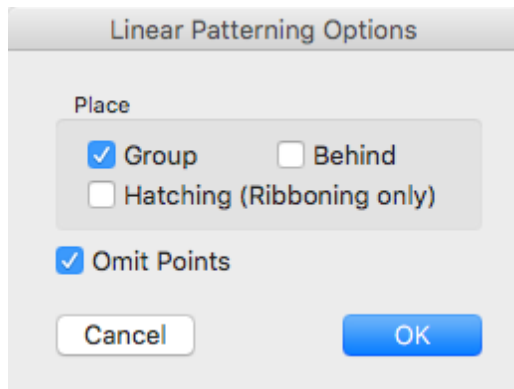 Linear Patterning Options
Place
Group Behind
Hatching (Ribboning only)
Omit Points
Cancel OK